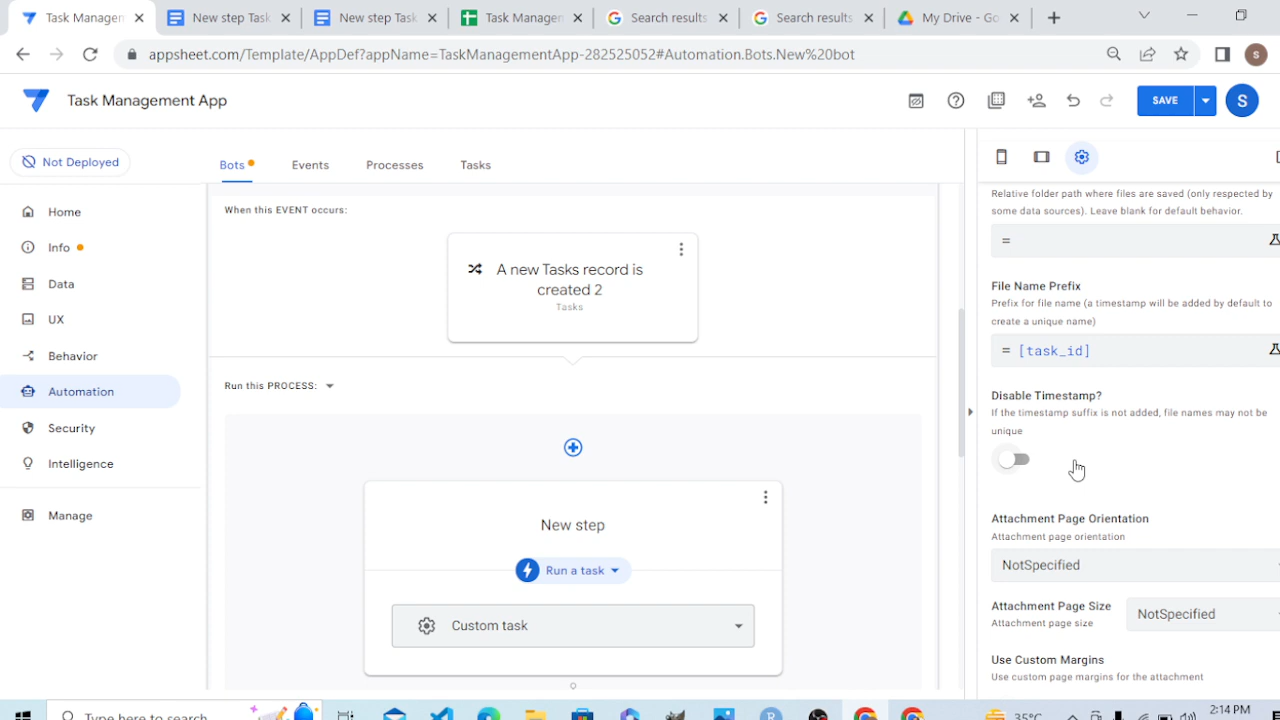 Task Managen
New step Task
New step Task
Task Managen
Search results
Search results
My Drive - Go
appsheet.com/Template/AppDef?appName=TaskManagementApp-282525052#Automation.Bots.New%20bot
S
Task Management App
SAVE
S
Not Deployed
Bots
Events
Processes
Tasks
Home
Info
Data
UX
Behavior
Automation
Security
Intelligence
Manage
When this EVENT occurs:
A new Tasks record is
created 2
Tasks
Run this PROCESS:
New step
Run a task
Custom task
Relative folder path where files are saved (only respected by
some data sources). Leave blank for default behavior.
=
File Name Prefix
Prefix for file name (a timestamp will be added by default to
create a unique name)
= [task_id]
Disable Timestamp?
If the timestamp suffix is not added, file names may not be
unique
Attachment Page Orientation
Attachment page orientation
NotSpecified
Attachment Page Size
Attachment page size
NotSpecified
Use Custom Margins
Use custom page margins for the attachment
Type here to search
35°C
2:14 PM